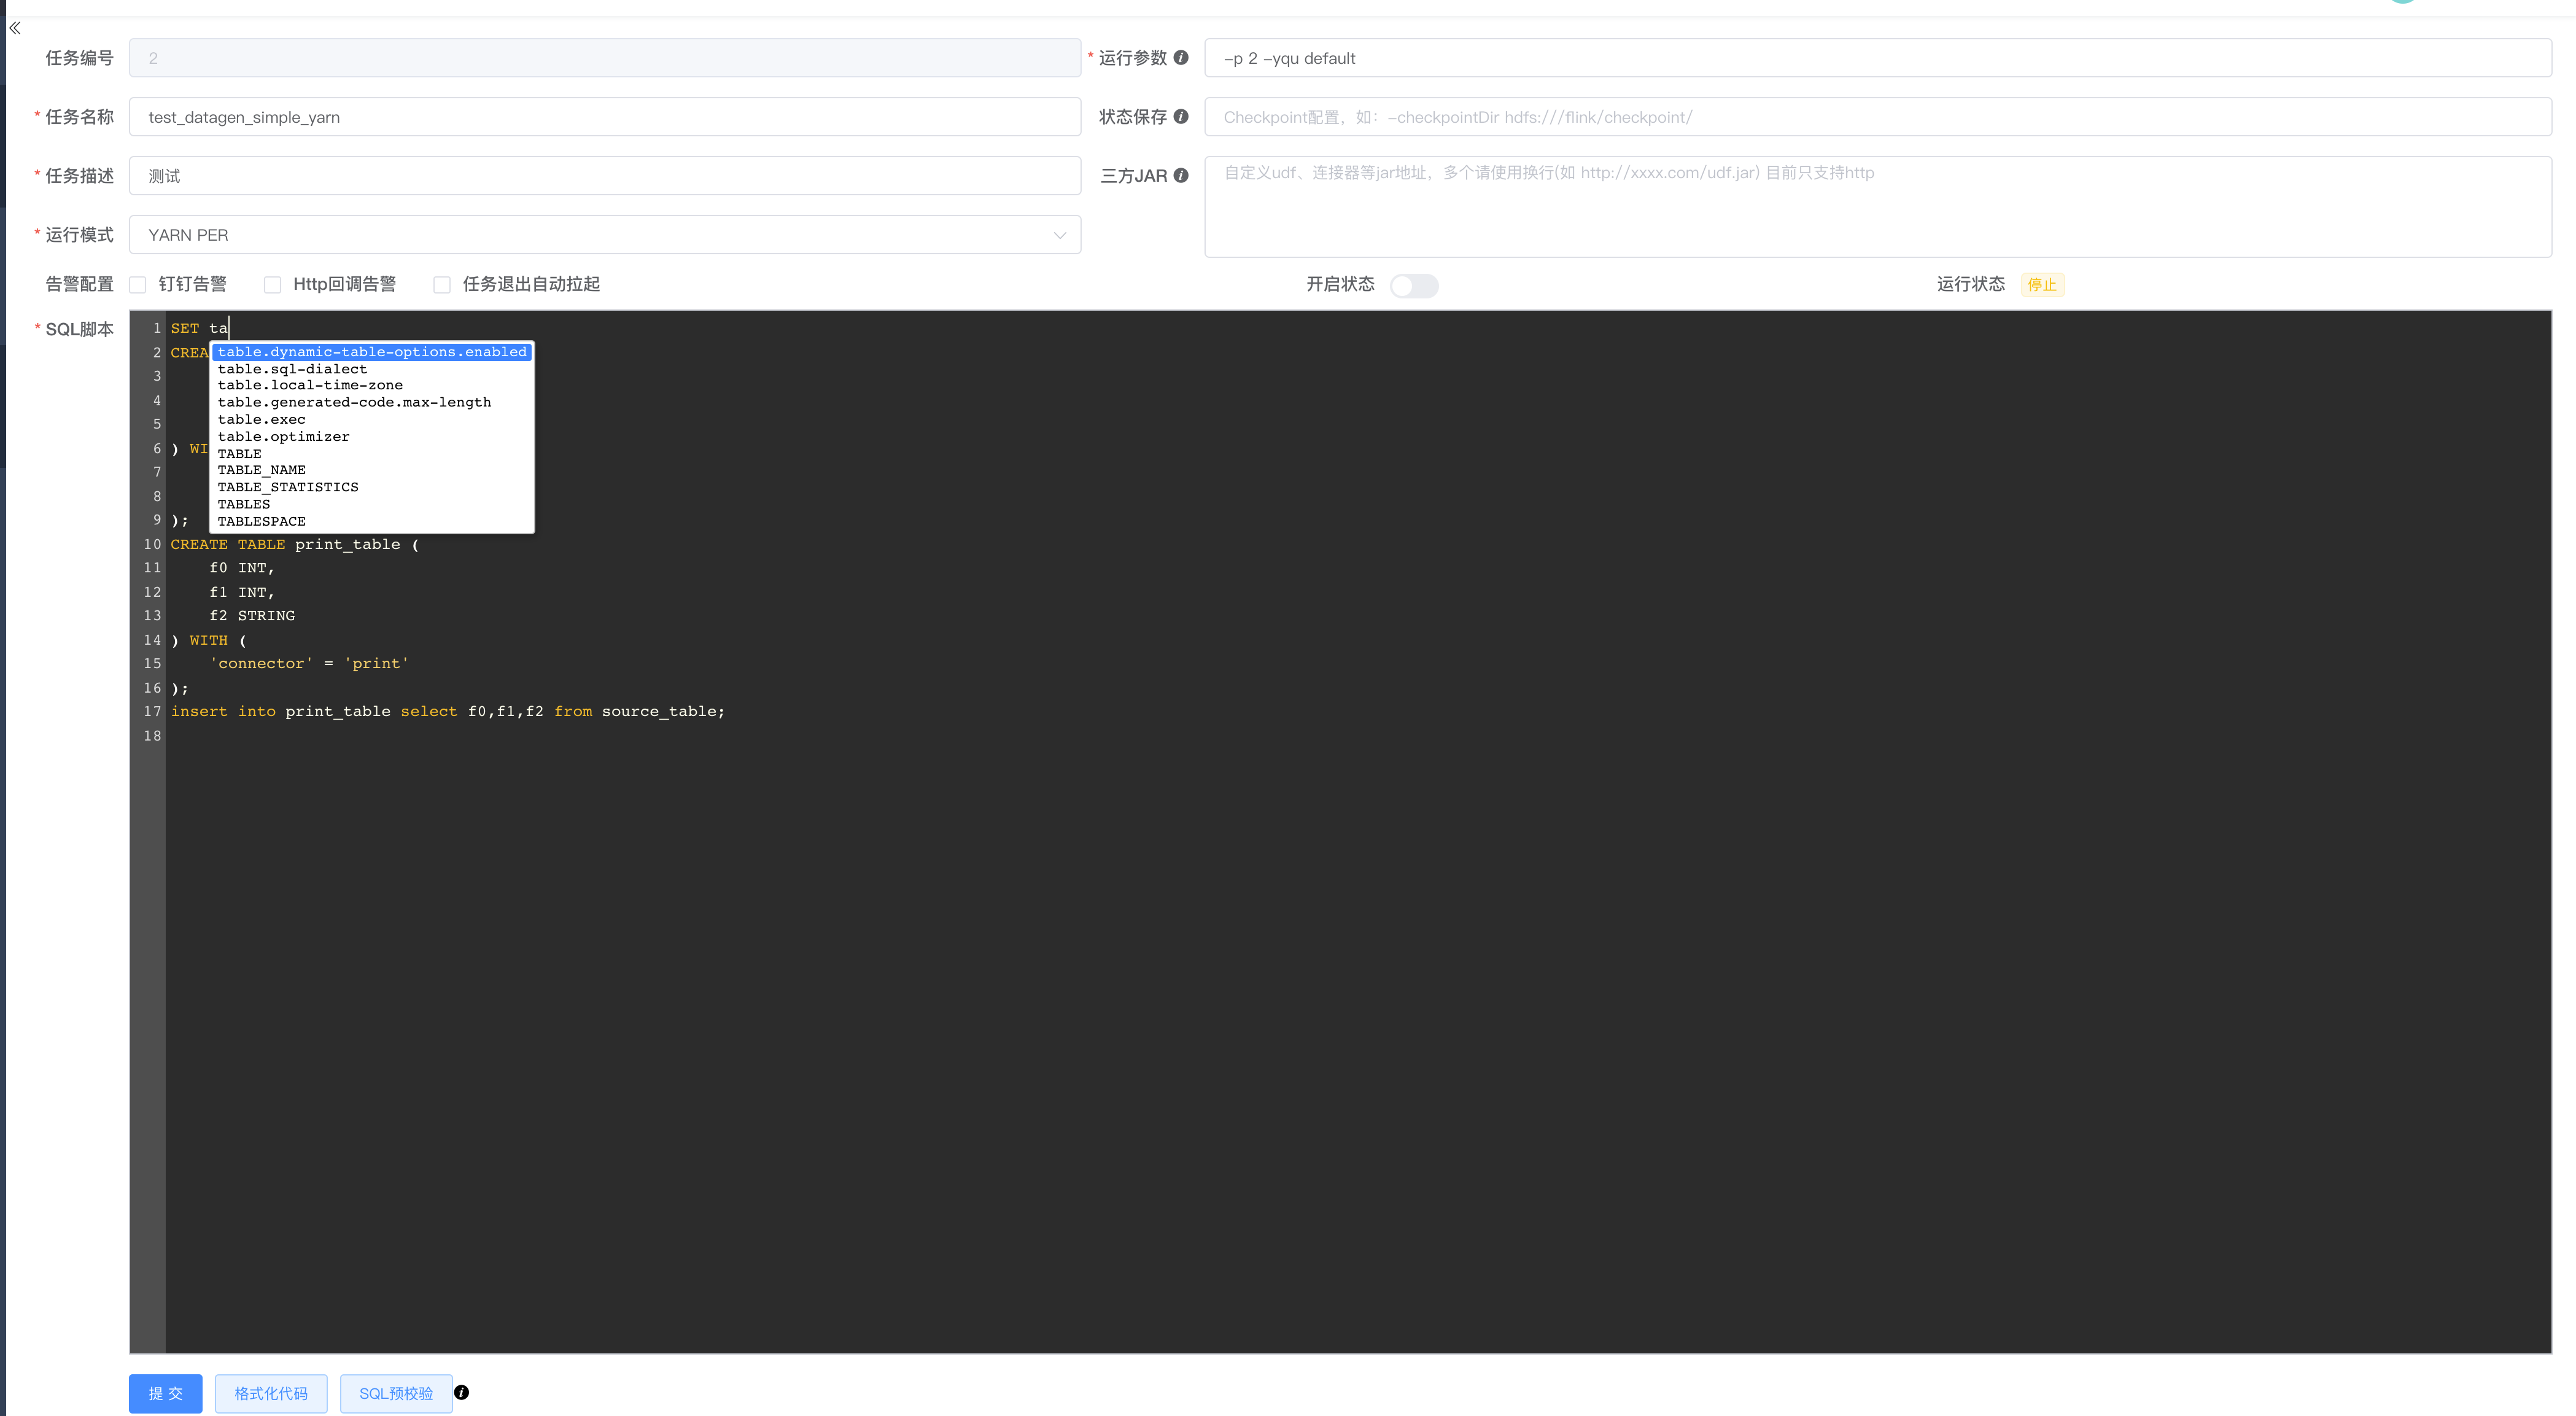 任务编号 2
* 运行参数 -p 2 -yqu default
* 任务名称 test_datagen_simple_yarn
状态保存 Checkpoint配置，如：-checkpointDir hdfs:///flink/checkpoint/
* 任务描述 测试
三方JAR 自定义udf、连接器等jar地址，多个请使用换行(如 http://xxxx.com/udf.jar) 目前只支持http
* 运行模式 YARN PER
告警配置 钉钉告警 Http回调告警 任务退出自动拉起 开启状态 运行状态 停止
* SQL脚本
1 SET ta
2 CREA
table.dynamic-table-options.enabled
table.sql-dialect
3
table.local-time-zone
4
table.generated-code.max-length
5
table.exec
table.optimizer
6 ) WI
TABLE
7
TABLE_NAME
TABLE_STATISTICS
8
TABLES
9 );
TABLESPACE
10 CREATE TABLE print_table (
11 f0 INT,
12 f1 INT,
13 f2 STRING
14 ) WITH (
15 'connector' = 'print'
16 );
17 insert into print_table select f0,f1,f2 from source_table;
18
提 交 格式化代码 SQL预校验